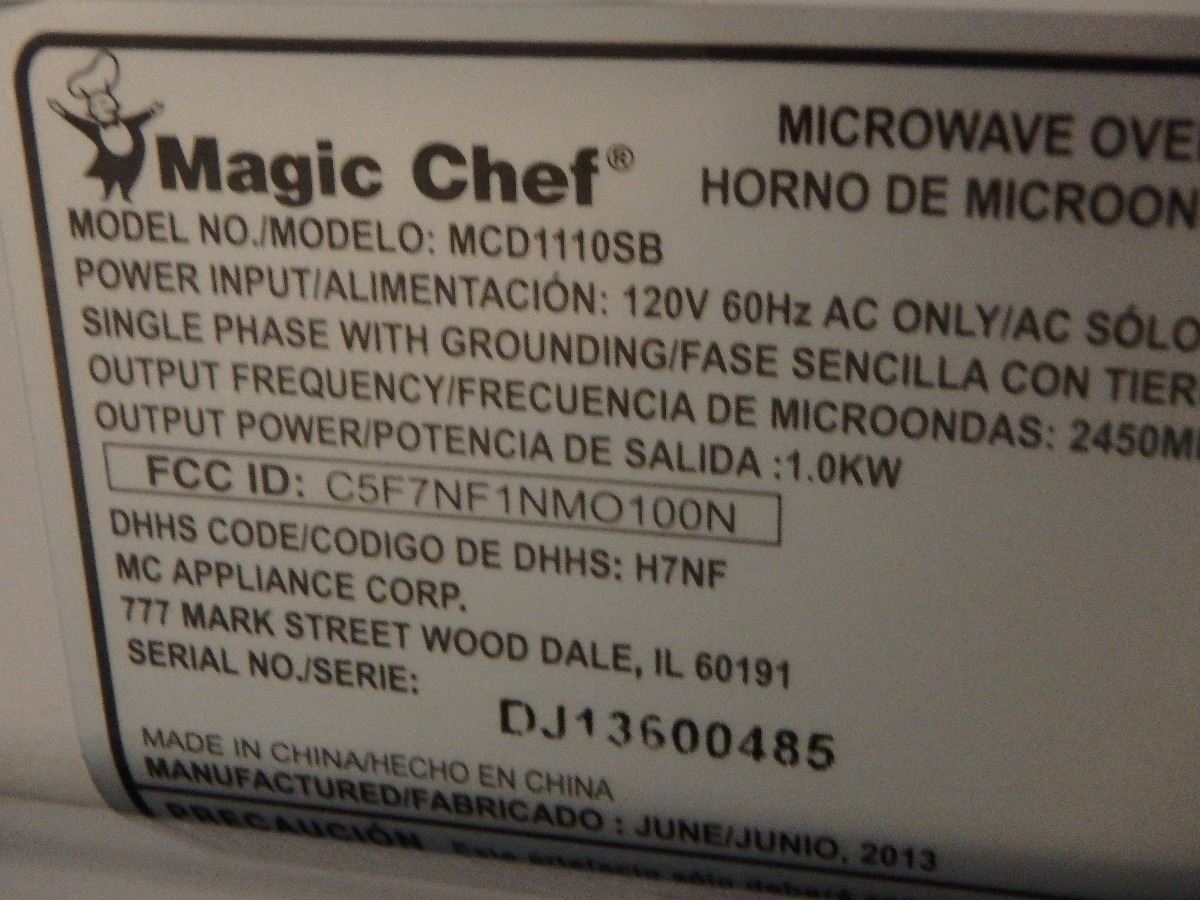 Magic Chef®
MICROWAVE OVE
HORNO DE MICROON
MODEL NO./MODELO: MCD1110SB
POWER INPUT/ALIMENTACIÓN: 120V 60Hz AC ONLY/AC SÓLO
SINGLE PHASE WITH GROUNDING/FASE SENCILLA CON TIER
OUTPUT FREQUENCY/FRECUENCIA DE MICROONDAS: 2450M
OUTPUT POWER/POTENCIA DE SALIDA :1.0KW
FCC ID: C5F7NF1NMO100N
DHHS CODE/CODIGO DE DHHS: H7NF
MC APPLIANCE CORP.
777 MARK STREET WOOD DALE, IL 60191
SERIAL NO./SERIE:
DJ13600485
MADE IN CHINA/HECHO EN CHINA
MANUFACTURED/FABRICADO : JUNE/JUNIO, 2013
PRECAUCIÓN Este artefacto sólo deberá